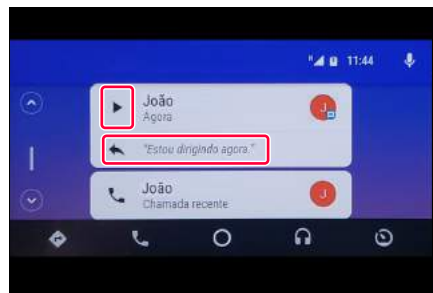 11:44
João
Agora
J
"Estou dirigindo agora."
João
Chamada recente
J